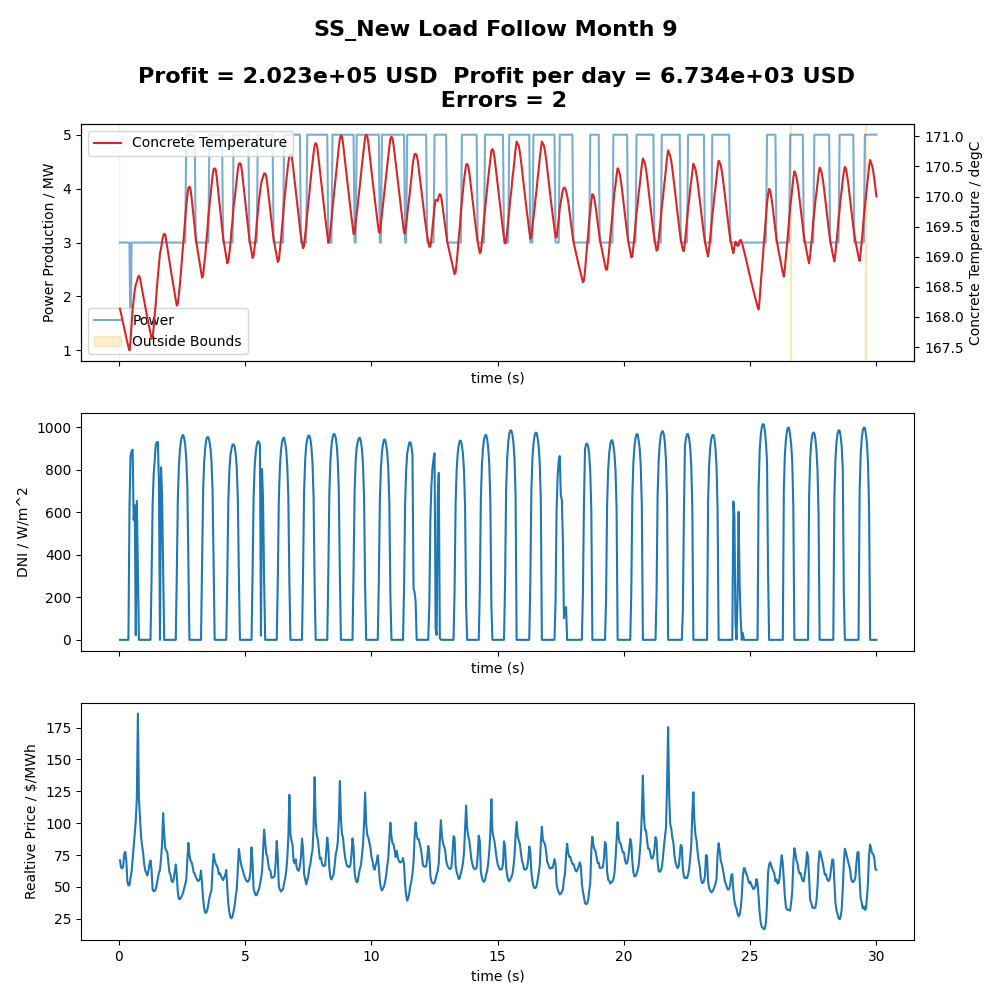 SS_New Load Follow Month 9
Profit = 2.023e+05 USD  Profit per day = 6.734e+03 USD
Errors = 2
Power Production / MW
5
4
3
2
1
Concrete Temperature
Power
Outside Bounds
171.0
170.5
170.0
169.5
169.0
168.5
168.0
167.5
Concrete Temperature / degC
time (s)
DNI / W/m^2
1000
800
600
400
200
0
time (s)
Realtive Price / $/MWh
175
150
125
100
75
50
25
0 5 10 15 20 25 30
time (s)